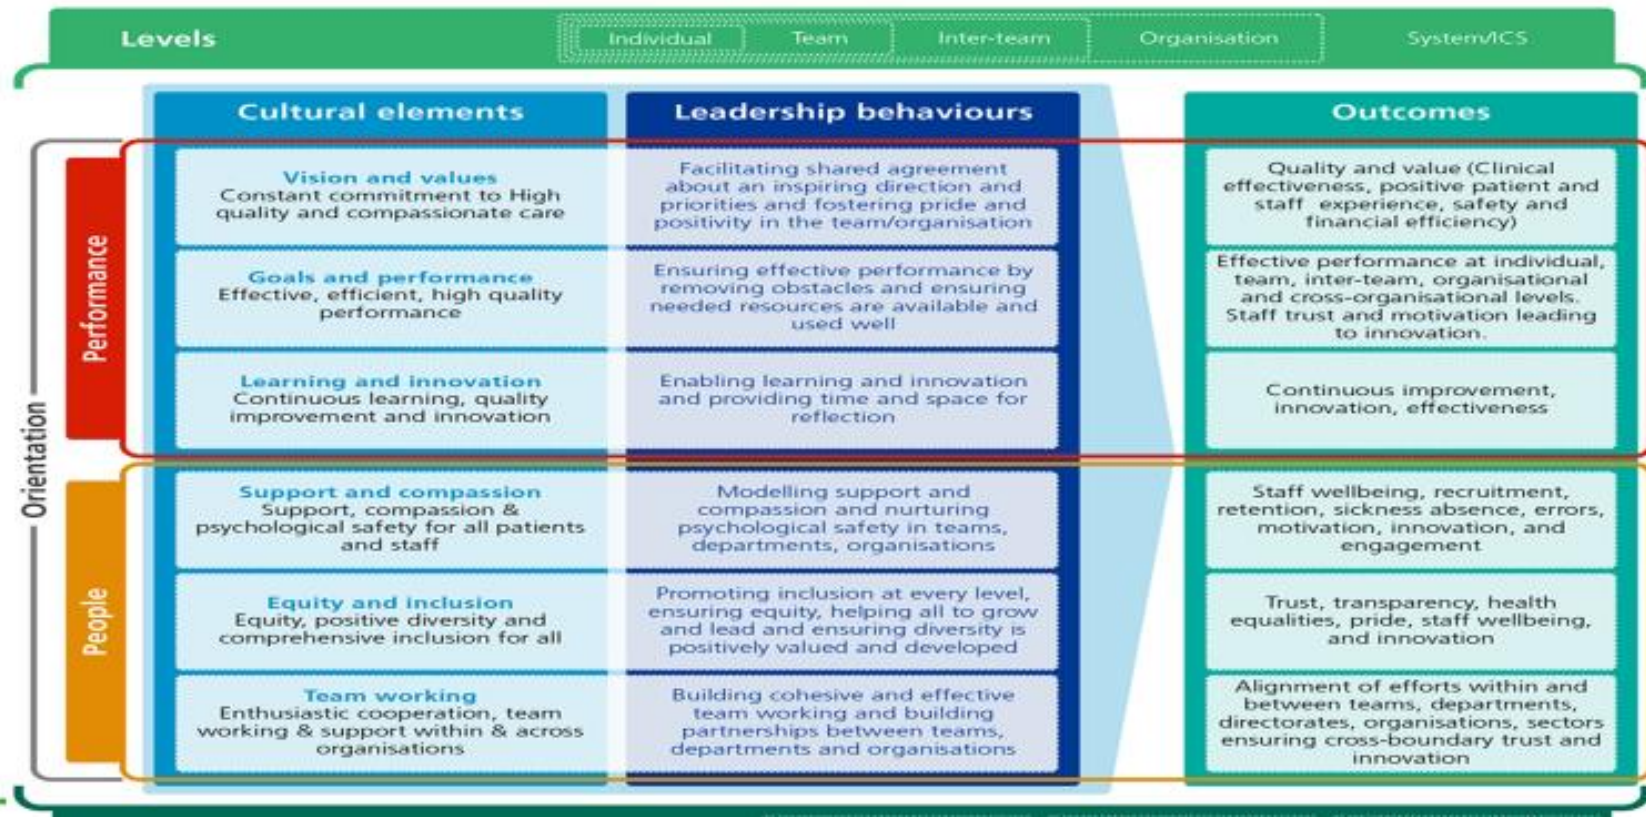 Levels
Individual
Team
Inter-team
Organisation
System/ICS
Cultural elements
Leadership behaviours
Outcomes
Orientation
Performance
Vision and values
Constant commitment to High
quality and compassionate care
Facilitating shared agreement
about an inspiring direction and
priorities and fostering pride and
positivity in the team/organisation
Quality and value (Clinical
effectiveness, positive patient and
staff experience, safety and
financial efficiency)
Goals and performance
Effective, efficient, high quality
performance
Ensuring effective performance by
removing obstacles and ensuring
needed resources are available and
used well
Effective performance at individual,
team, inter-team, organisational
and cross-organisational levels.
Staff trust and motivation leading
to innovation.
Learning and innovation
Continuous learning, quality
improvement and innovation
Enabling learning and innovation
and providing time and space for
reflection
Continuous improvement,
innovation, effectiveness
People
Support and compassion
Support, compassion &
psychological safety for all patients
and staff
Modelling support and
compassion and nurturing
psychological safety in teams,
departments, organisations
Staff wellbeing, recruitment,
retention, sickness absence, errors,
motivation, innovation, and
engagement
Equity and inclusion
Equity, positive diversity and
comprehensive inclusion for all
Promoting inclusion at every level,
ensuring equity, helping all to grow
and lead and ensuring diversity is
positively valued and developed
Trust, transparency, health
equalities, pride, staff wellbeing,
and innovation
Team working
Enthusiastic cooperation, team
working & support within & across
organisations
Building cohesive and effective
team working and building
partnerships between teams,
departments and organisations
Alignment of efforts within and
between teams, departments,
directorates, organisations, sectors
ensuring cross-boundary trust and
innovation